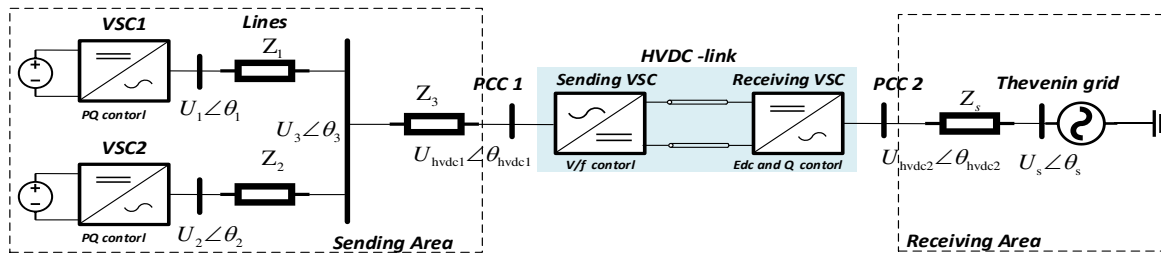 VSC1
Lines
Z1
PQ contorl
U1∠θ1
VSC2
Z2
PQ contorl
U2∠θ2
U3∠θ3
Z3
Sending Area
PCC 1
Uhvdc1∠θhvdc1
HVDC -link
Sending VSC
Receiving VSC
V/f contorl
Edc and Q contorl
PCC 2
Uhvdc2∠θhvdc2
Zs
Thevenin grid
Us∠θs
Receiving Area